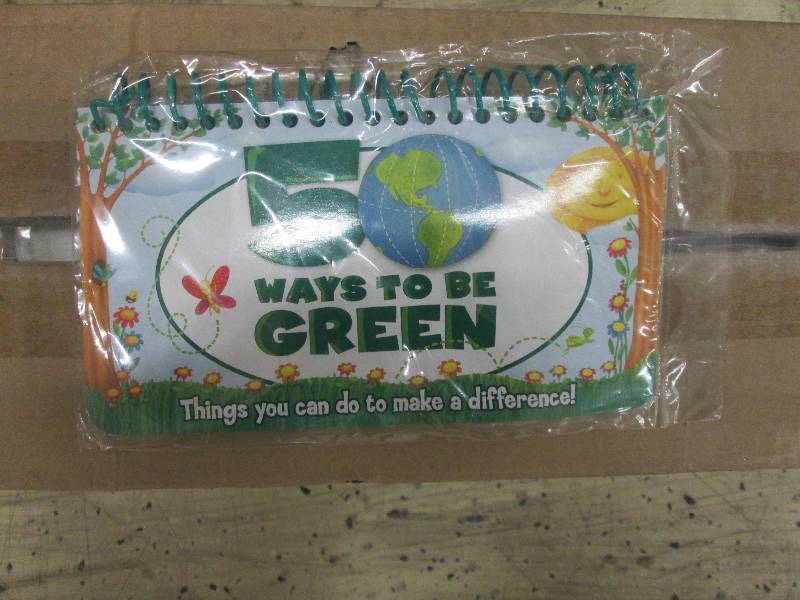 50
WAYS TO BE
GREEN
Things you can do to make a difference!